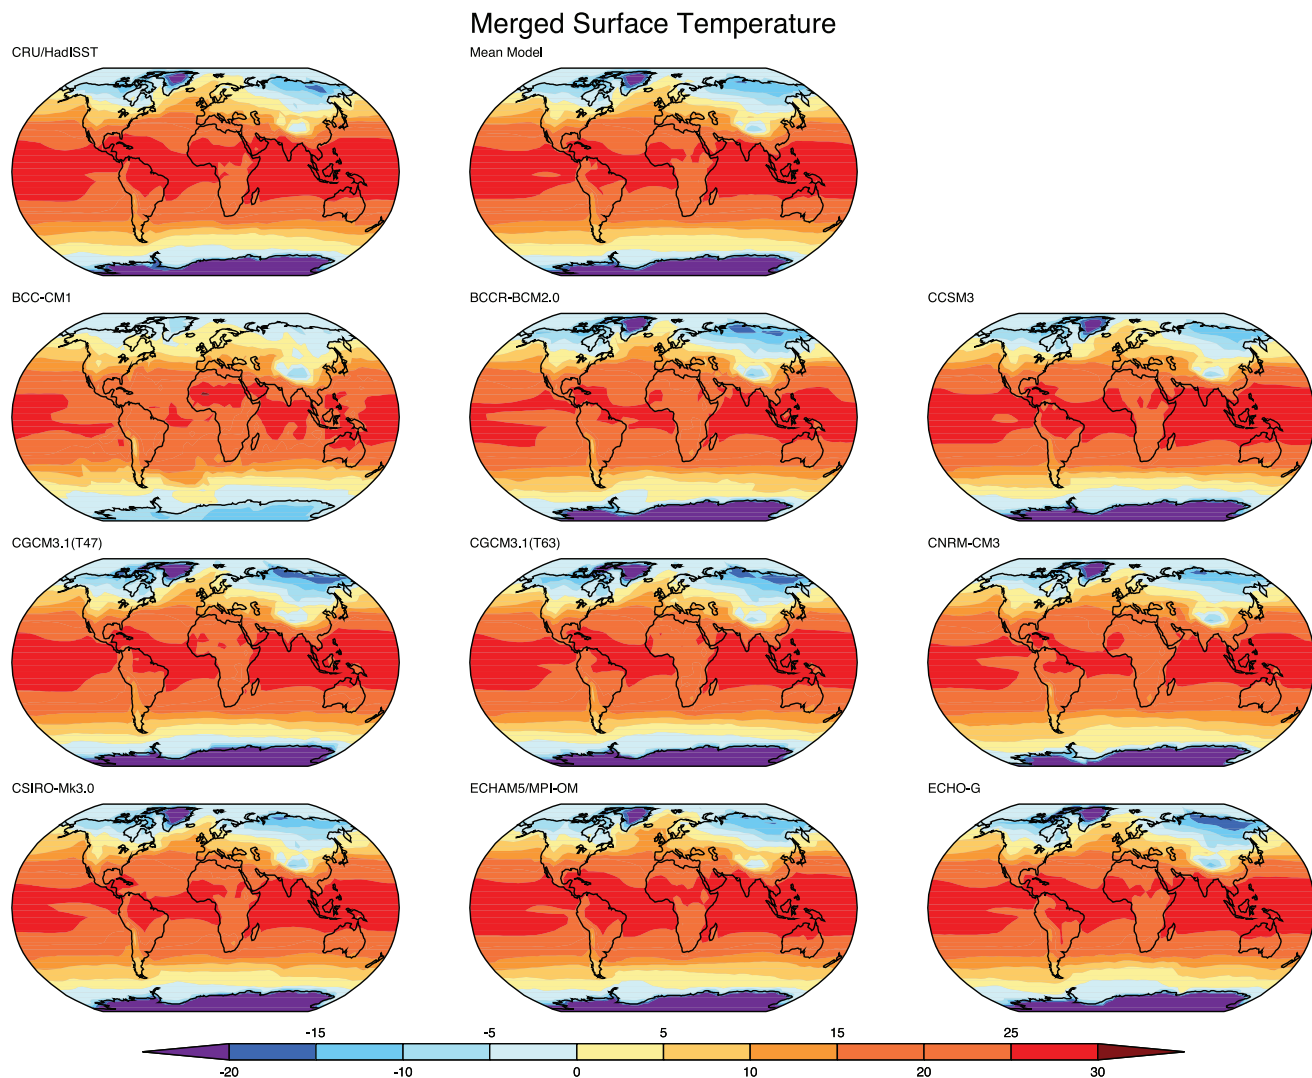 Merged Surface Temperature
CRU/HadISST
Mean Model
BCC-CM1
BCCR-BCM2.0
CCSM3
CGCM3.1(T47)
CGCM3.1(T63)
CNRM-CM3
CSIRO-Mk3.0
ECHAM5/MPI-OM
ECHO-G
-15 -5 5 15 25
-20 -10 0 10 20 30